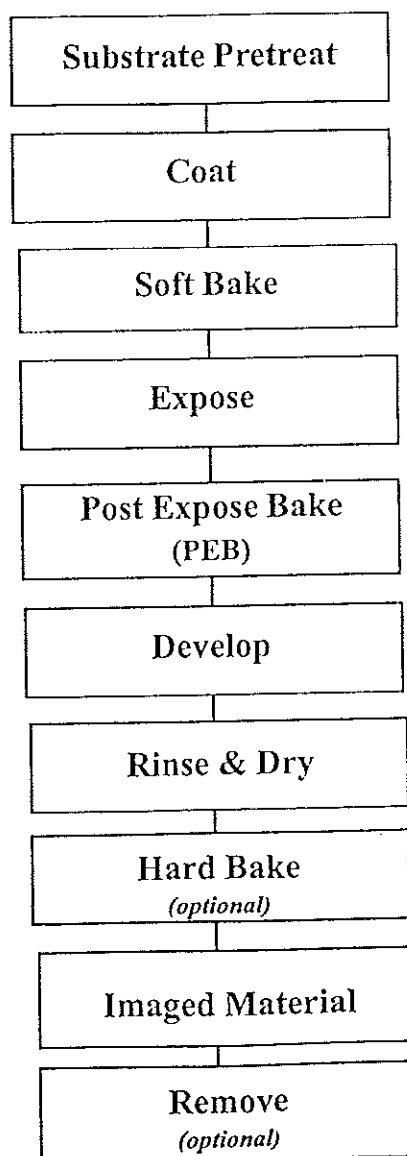 Substrate Pretreat
Coat
Soft Bake
Expose
Post Expose Bake
(PEB)
Develop
Rinse & Dry
Hard Bake
(optional)
Imaged Material
Remove
(optional)